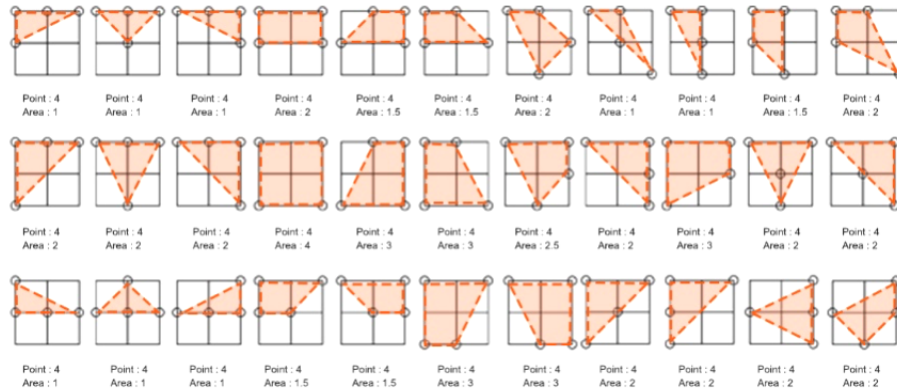 Point : 4 Point : 4 Point : 4 Point : 4 Point : 4 Point : 4 Point : 4 Point : 4 Point : 4 Point : 4 Point : 4
Area : 1 Area : 1 Area : 1 Area : 2 Area : 1.5 Area : 1.5 Area : 2 Area : 1 Area : 1 Area : 1.5 Area : 2
Point : 4 Point : 4 Point : 4 Point : 4 Point : 4 Point : 4 Point : 4 Point : 4 Point : 4 Point : 4 Point : 4
Area : 2 Area : 2 Area : 2 Area : 4 Area : 3 Area : 3 Area : 2.5 Area : 2 Area : 3 Area : 2 Area : 2
Point : 4 Point : 4 Point : 4 Point : 4 Point : 4 Point : 4 Point : 4 Point : 4 Point : 4 Point : 4 Point : 4
Area : 1 Area : 1 Area : 1 Area : 1.5 Area : 1.5 Area : 3 Area : 3 Area : 2 Area : 2 Area : 2 Area : 2